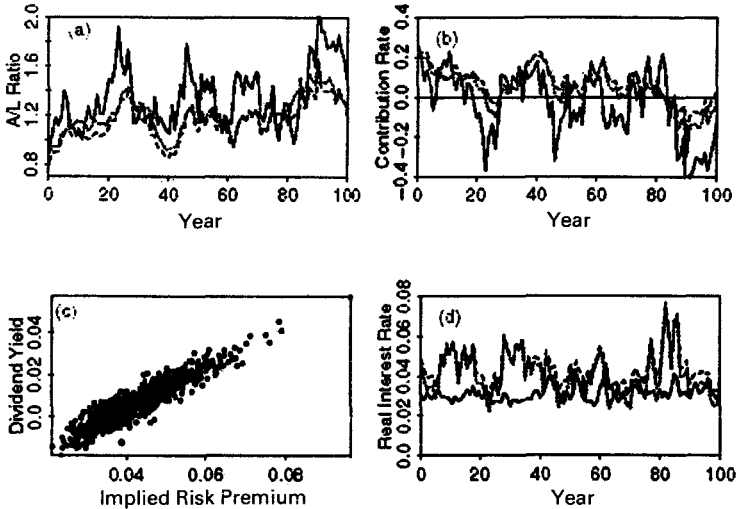 (a)
A/L Ratio
2.0
1.6
1.2
0.8
0 20 40 60 80 100
Year
(b)
Contribution Rate
0.4
0.2
0.0
-0.2
-0.4
0 20 40 60 80 100
Year
(c)
Dividend Yield
0.04
0.02
0.0
0.04 0.06 0.08
Implied Risk Premium
(d)
Real Interest Rate
0.08
0.06
0.04
0.02
0.0
0 20 40 60 80 100
Year